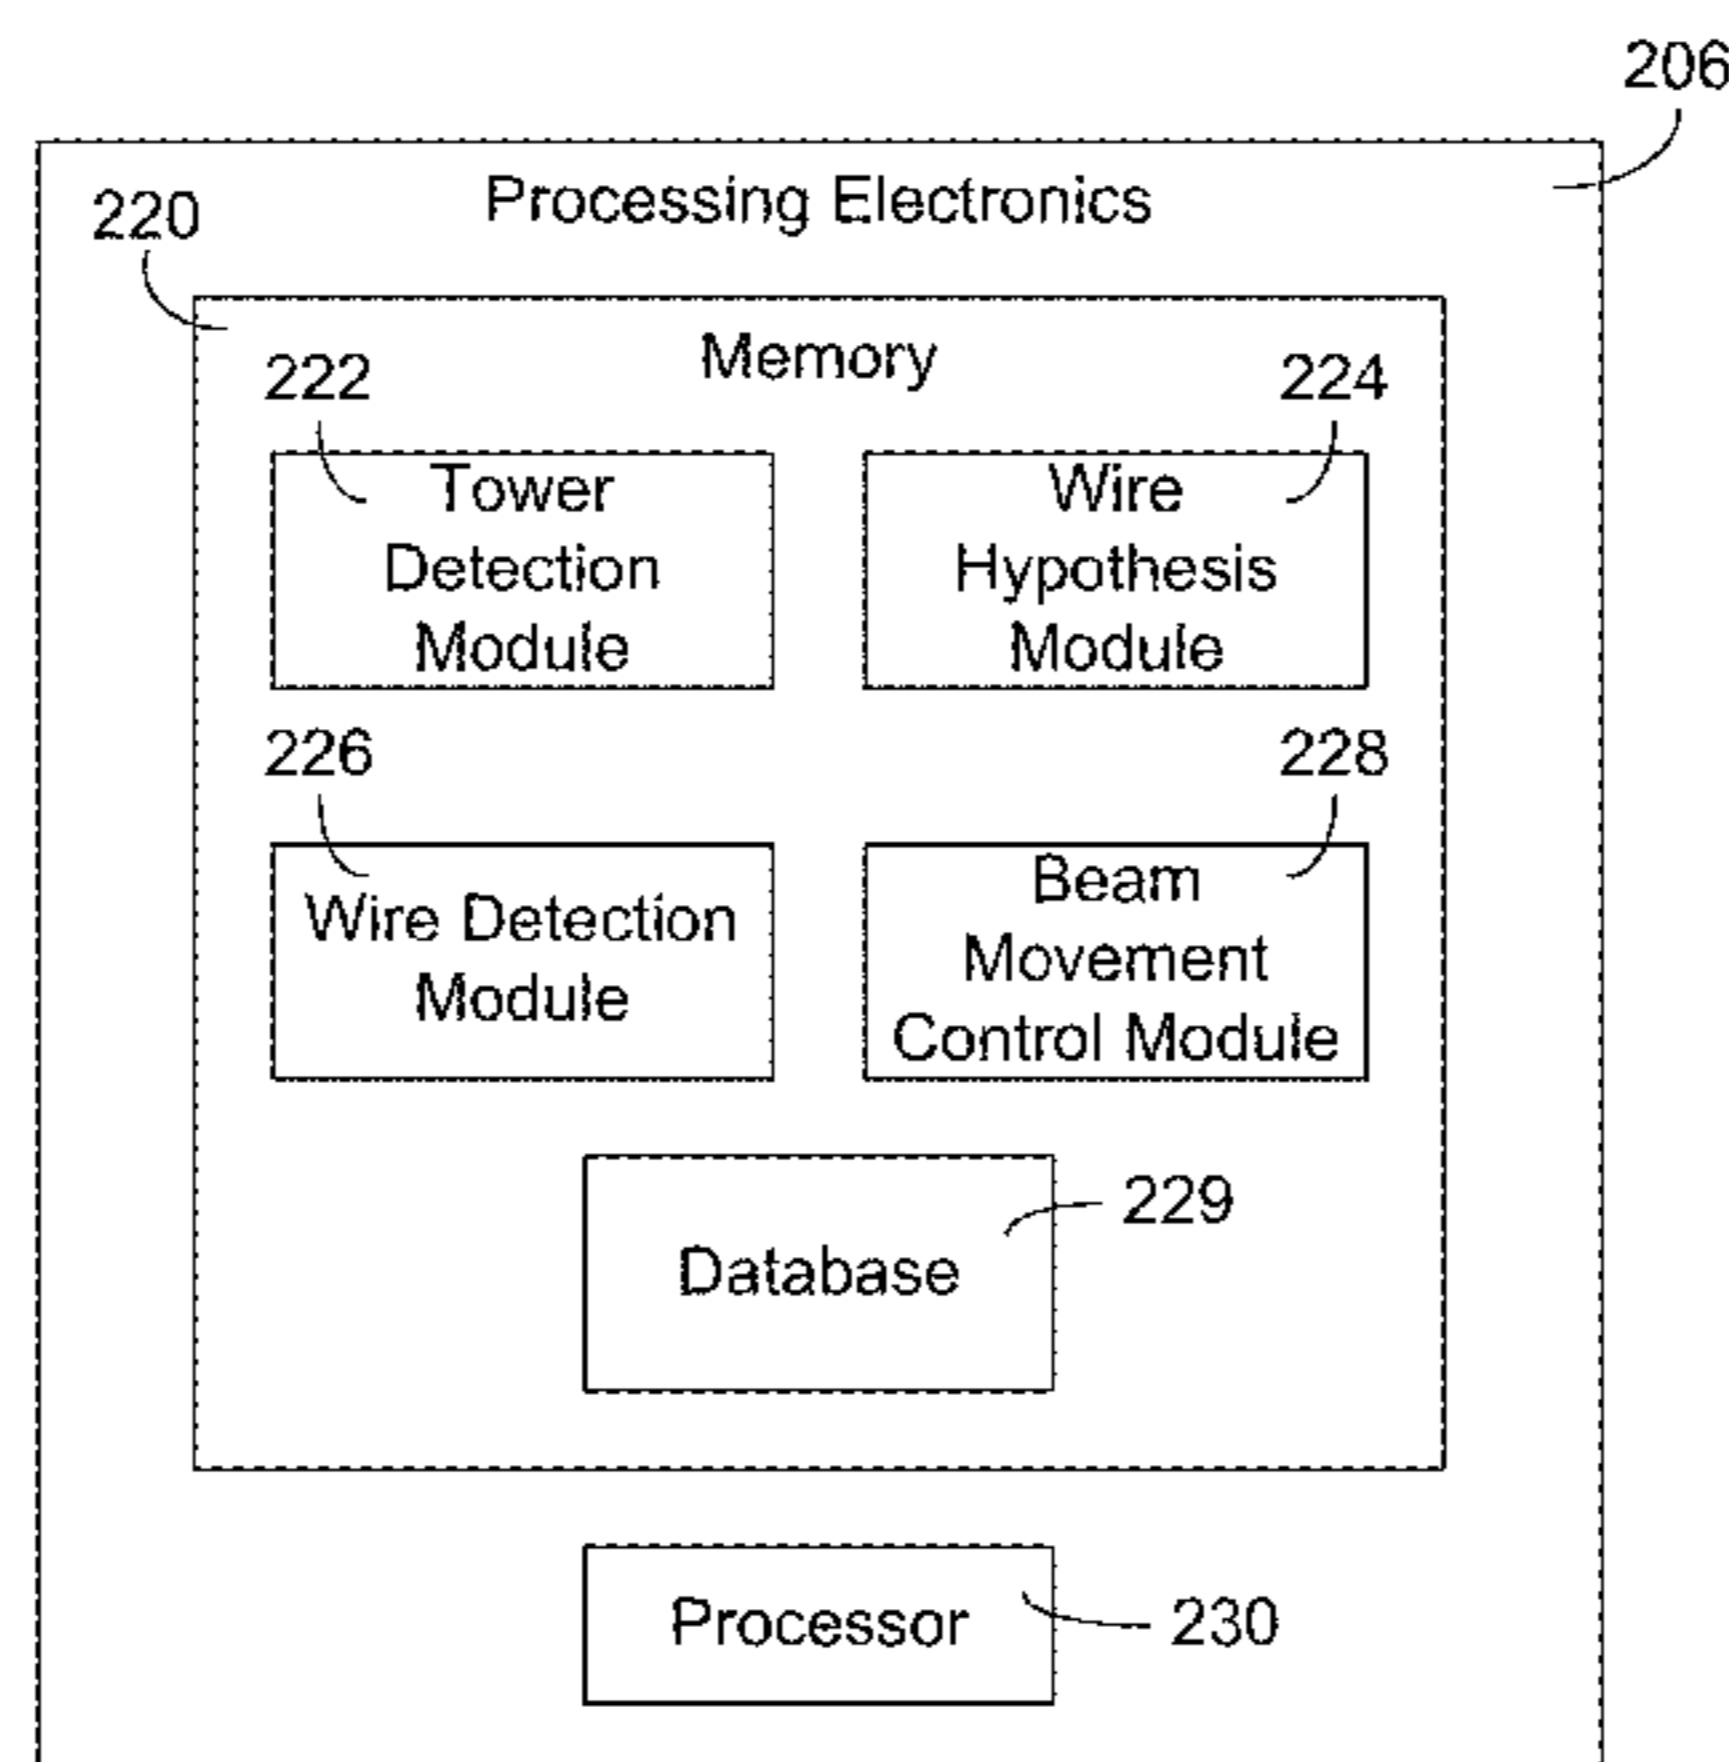 206
Processing Electronics
220
Memory
222
224
Tower
Detection
Module
Wire
Hypothesis
Module
226
228
Wire Detection
Module
Beam
Movement
Control Module
229
Database
Processor
230